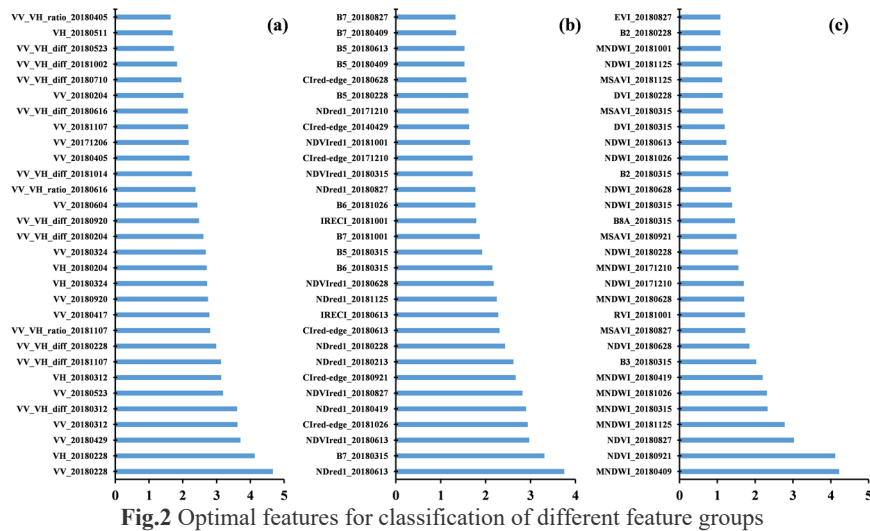 (a)
VV_VH_ratio_20180405
VH_20180511
VV_VH_diff_20180523
VV_VH_diff_20181002
VV_VH_diff_20180710
VV_20180204
VV_VH_diff_20180616
VV_20181107
VV_20171206
VV_20180405
VV_VH_diff_20181014
VV_VH_ratio_20180616
VV_20180604
VV_VH_diff_20180920
VV_VH_diff_20180204
VV_20180324
VH_20180204
VH_20180324
VV_20180920
VV_20180417
VV_VH_ratio_20181107
VV_VH_diff_20180228
VV_VH_diff_20181107
VH_20180312
VV_20180523
VV_VH_diff_20180312
VV_20180312
VV_20180429
VH_20180228
VV_20180228
0 1 2 3 4 5
(b)
B7_20180827
B7_20180409
B5_20180613
B5_20180409
CIred-edge_20180628
B5_20180228
NDred1_20171210
CIred-edge_20140429
NDVIred1_20181001
CIred-edge_20171210
NDVIred1_20180315
NDred1_20180827
B6_20181026
IRECI_20181001
B7_20181001
B5_20180315
B6_20180315
NDVIred1_20180628
NDred1_20181125
IRECI_20180613
CIred-edge_20180613
NDred1_20180228
NDred1_20180213
CIred-edge_20180921
NDVIred1_20180827
NDred1_20180419
CIred-edge_20181026
NDVIred1_20180613
B7_20180315
NDred1_20180613
0 1 2 3 4
(c)
EVI_20180827
B2_20180228
MNDWI_20181001
NDWI_20181125
MSAVI_20181125
DVI_20180228
MSAVI_20180315
DVI_20180315
NDWI_20180613
NDWI_20181026
B2_20180315
NDWI_20180628
NDWI_20180315
B8A_20180315
MSAVI_20180921
NDWI_20180228
MNDWI_20171210
NDWI_20171210
MNDWI_20180628
RVI_20181001
MSAVI_20180827
NDVI_20180628
B3_20180315
MNDWI_20180419
MNDWI_20181026
MNDWI_20180315
MNDWI_20181125
NDVI_20180827
NDVI_20180921
MNDWI_20180409
0 1 2 3 4 5
Fig.2 Optimal features for classification of different feature groups